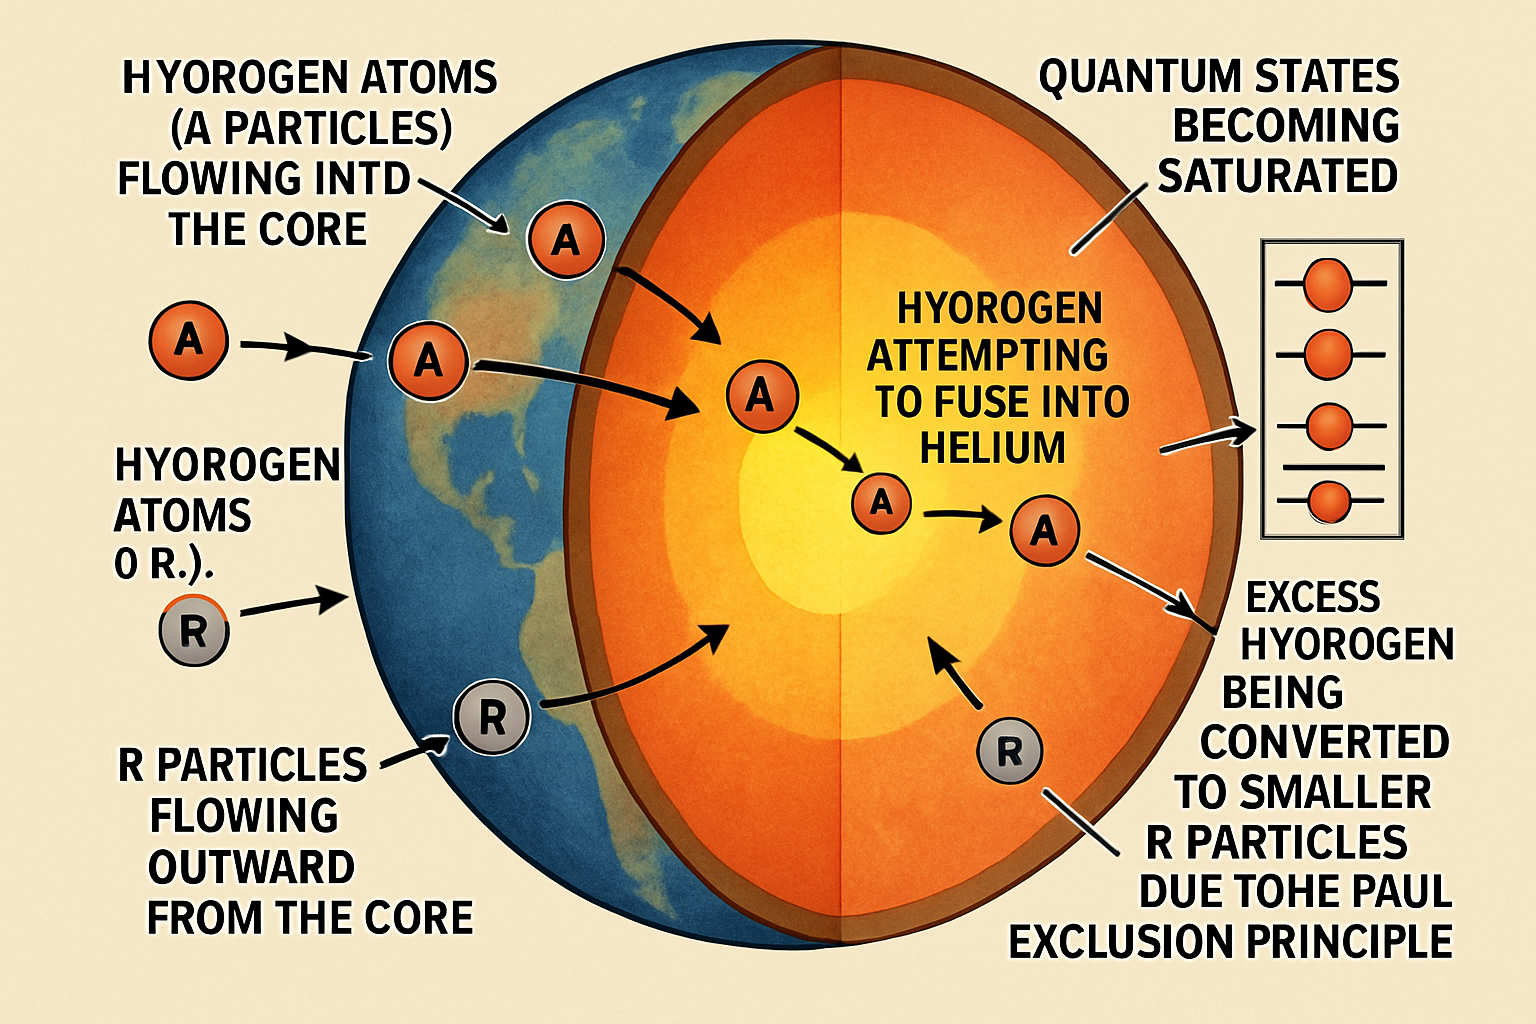 HYOROGEN ATOMS
(A PARTICLES)
FLOWING INTD
THE CORE
A
A
A
A
A
A
HYOROGEN
ATOMS
0 R.).
R
R
R PARTICLES
FLOWING
OUTWARD
FROM THE CORE
QUANTUM STATES
BECOMING
SATURATED
HYOROGEN
ATTEMPTING
TO FUSE INTO
HELIUM
R
EXCESS
HYOROGEN
BEING
CONVERTED
TO SMALLER
R PARTICLES
DUE TOHE PAUL
EXCLUSION PRINCIPLE